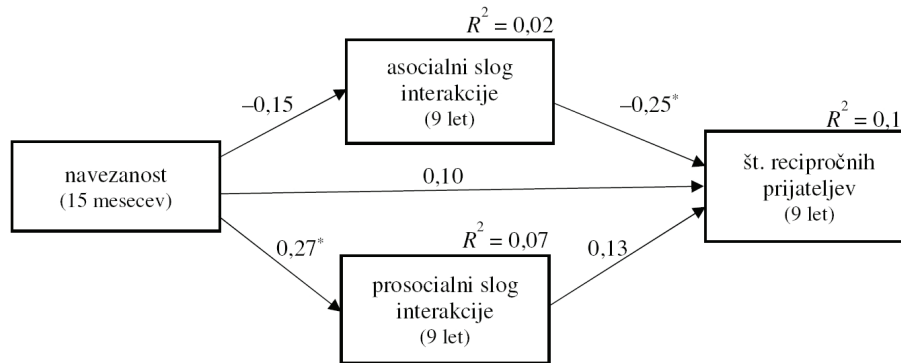 R² = 0,02
asocialni slog
interakcije
(9 let)
–0,15
–0,25*
R² = 0,1
navezanost
(15 mesecev)
0,10
št. recipročnih
prijateljev
(9 let)
0,27*
R² = 0,07
0,13
prosocialni slog
interakcije
(9 let)